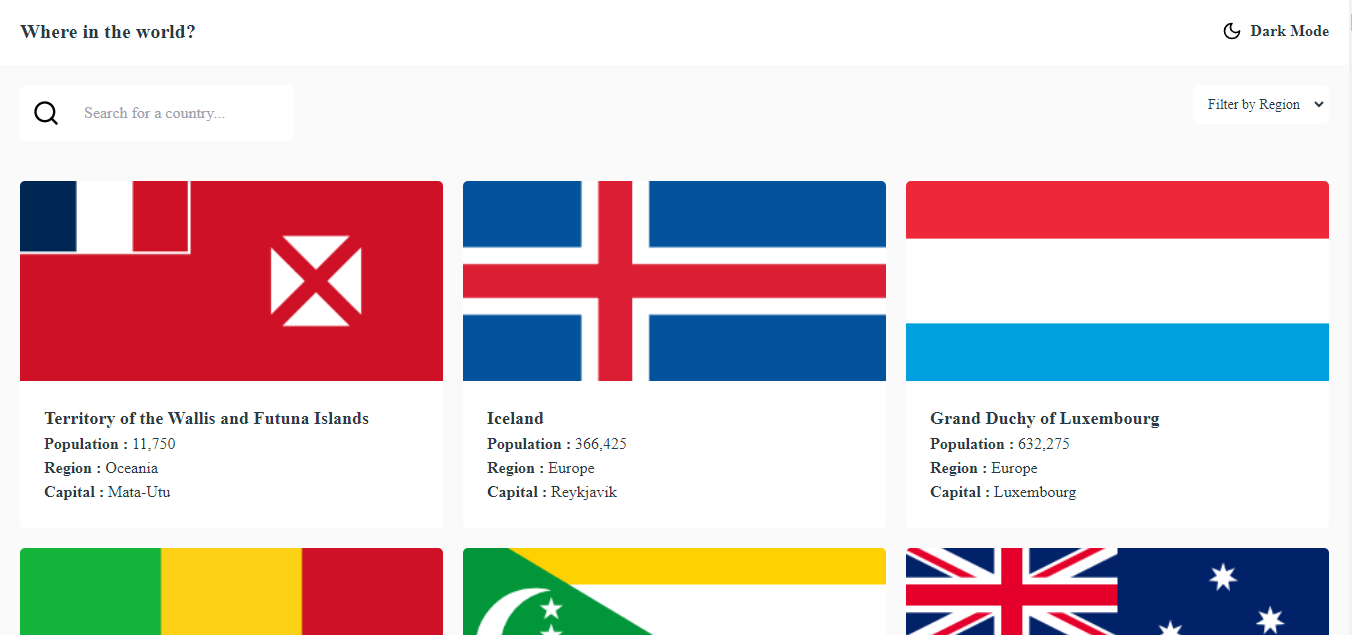 Where in the world?
Dark Mode
Search for a country...
Filter by Region
Territory of the Wallis and Futuna Islands
Population : 11,750
Region : Oceania
Capital : Mata-Utu
Iceland
Population : 366,425
Region : Europe
Capital : Reykjavik
Grand Duchy of Luxembourg
Population : 632,275
Region : Europe
Capital : Luxembourg